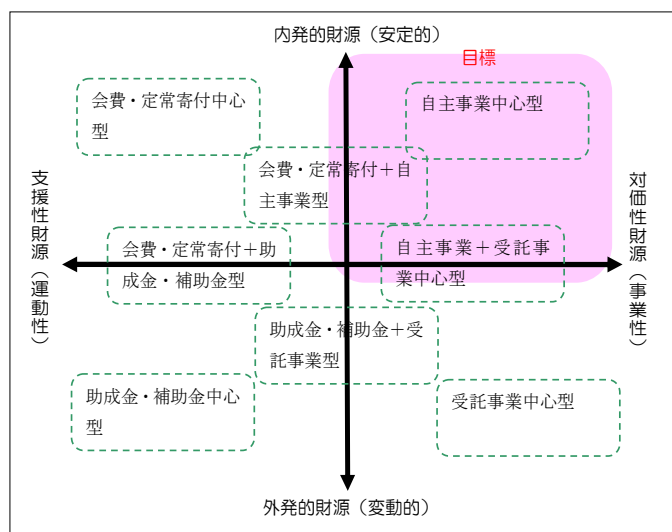 内発的財源（安定的）
目標
会費・定常寄付中心
型
自主事業中心型
会費・定常寄付＋自
主事業型
支援性財源（運動性）
対価性財源（事業性）
会費・定常寄付＋助
成金・補助金型
自主事業＋受託事
業中心型
助成金・補助金＋受
託事業型
助成金・補助金中心
型
受託事業中心型
外発的財源（変動的）